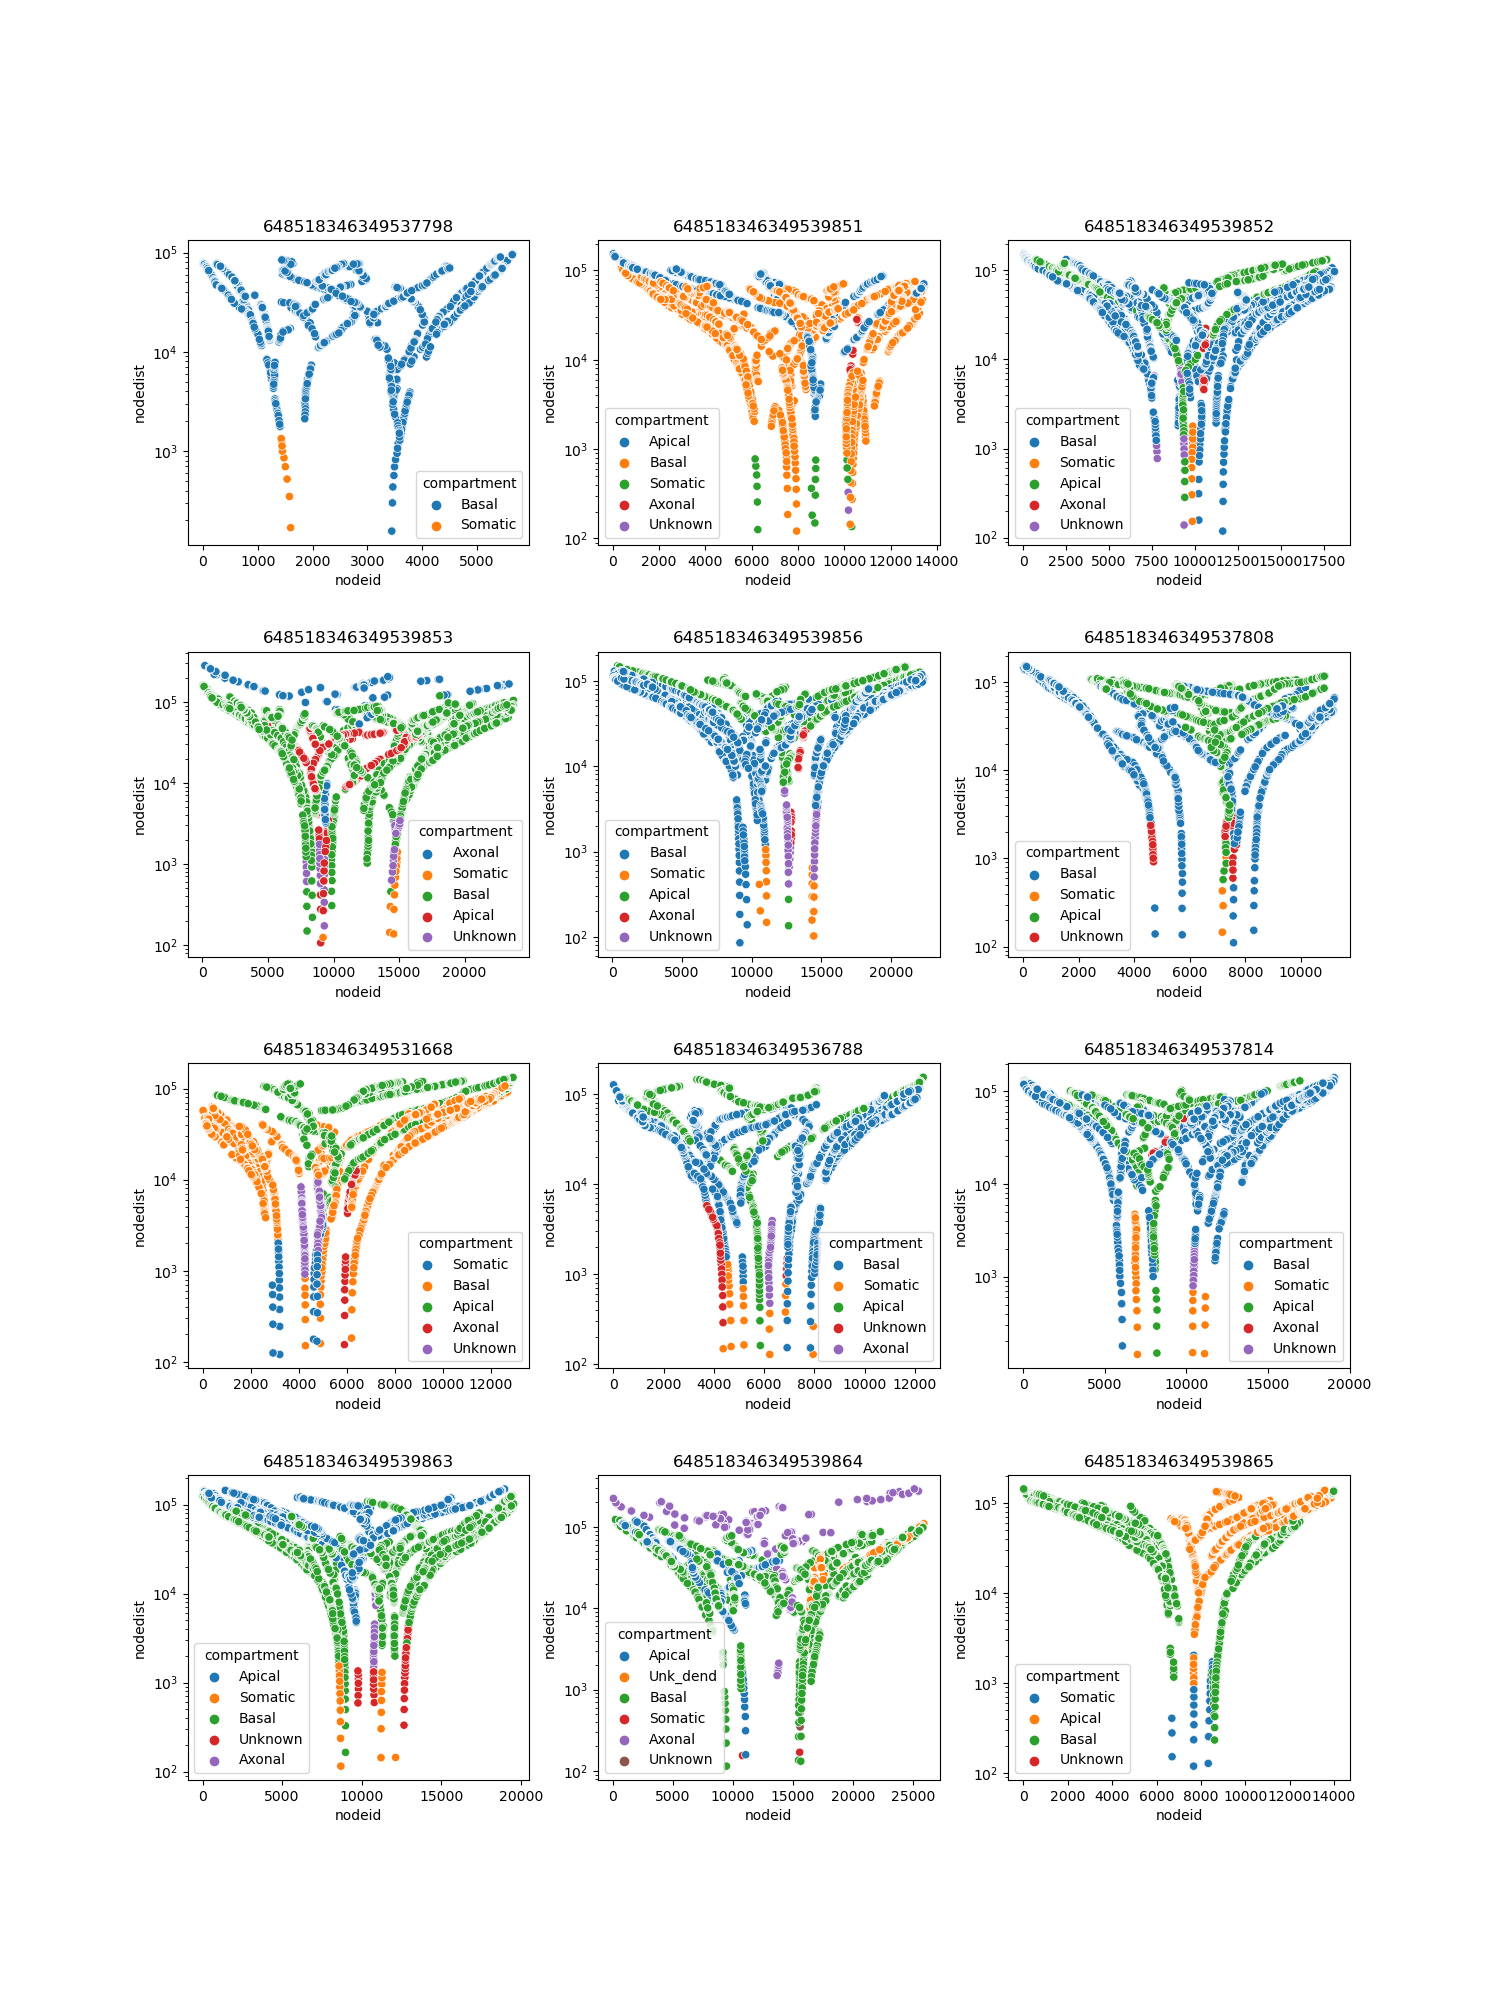 648518346349537798
nodedist
10^5
10^4
10^3
compartment
Basal
Somatic
0 1000 2000 3000 4000 5000
nodeid
648518346349539851
nodedist
10^5
10^4
10^3
10^2
compartment
Apical
Basal
Somatic
Axonal
Unknown
0 2000 4000 6000 8000 10000 12000 14000
nodeid
648518346349539852
nodedist
10^5
10^4
10^3
10^2
compartment
Basal
Somatic
Apical
Axonal
Unknown
0 2500 5000 7500 10000 12500 15000 17500
nodeid
648518346349539853
nodedist
10^5
10^4
10^3
10^2
compartment
Axonal
Somatic
Basal
Apical
Unknown
0 5000 10000 15000 20000
nodeid
648518346349539856
nodedist
10^5
10^4
10^3
10^2
compartment
Basal
Somatic
Apical
Axonal
Unknown
0 5000 10000 15000 20000
nodeid
648518346349537808
nodedist
10^5
10^4
10^3
10^2
compartment
Basal
Somatic
Apical
Unknown
0 2000 4000 6000 8000 10000
nodeid
648518346349531668
nodedist
10^5
10^4
10^3
10^2
compartment
Somatic
Basal
Apical
Axonal
Unknown
0 2000 4000 6000 8000 10000 12000
nodeid
648518346349536788
nodedist
10^5
10^4
10^3
10^2
compartment
Basal
Somatic
Apical
Unknown
Axonal
0 2000 4000 6000 8000 10000 12000
nodeid
648518346349537814
nodedist
10^5
10^4
10^3
compartment
Basal
Somatic
Apical
Axonal
Unknown
0 5000 10000 15000 20000
nodeid
648518346349539863
nodedist
10^5
10^4
10^3
10^2
compartment
Apical
Somatic
Basal
Unknown
Axonal
0 5000 10000 15000 20000
nodeid
648518346349539864
nodedist
10^5
10^4
10^3
10^2
compartment
Apical
Unk_dend
Basal
Somatic
Axonal
Unknown
0 5000 10000 15000 20000 25000
nodeid
648518346349539865
nodedist
10^5
10^4
10^3
10^2
compartment
Somatic
Apical
Basal
Unknown
0 2000 4000 6000 8000 10000 12000 14000
nodeid